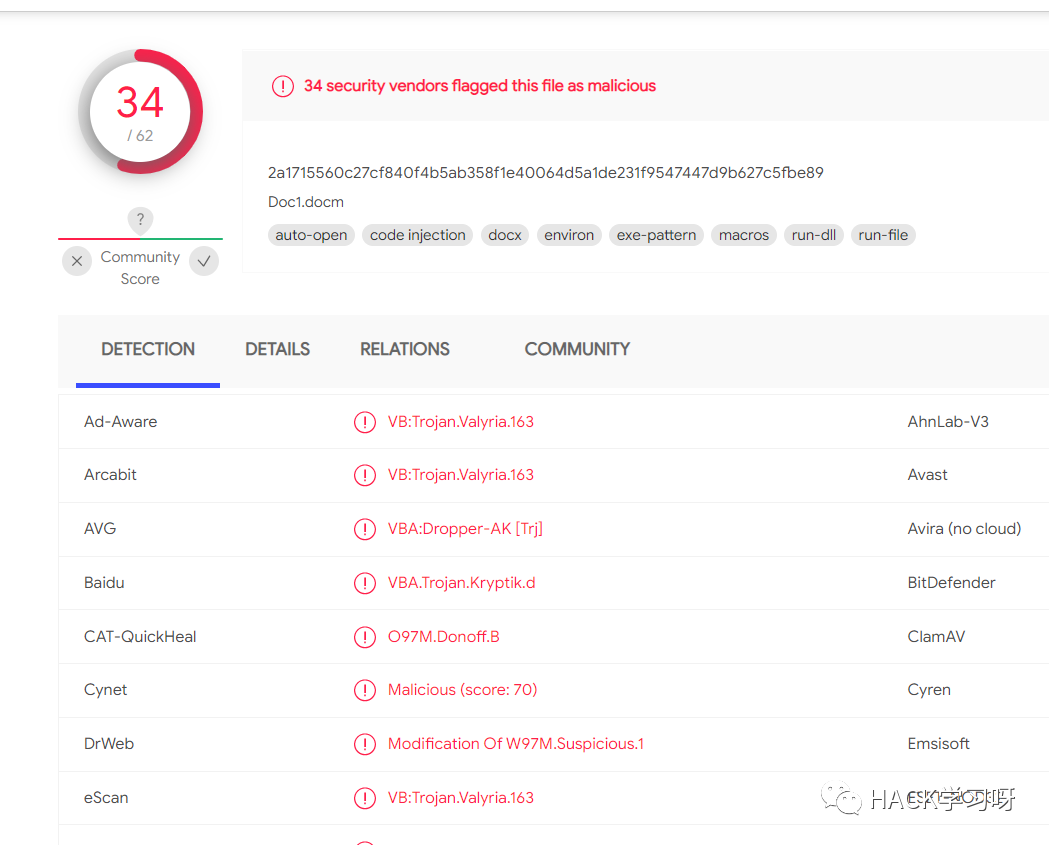 34
/ 62
34 security vendors flagged this file as malicious
2a1715560c27cf840f4b5ab358f1e40064d5a1de231f9547447d9b627c5fbe89
Doc1.docm
auto-open code injection docx environ exe-pattern macros run-dll run-file
?
Community
Score
DETECTION DETAILS RELATIONS COMMUNITY
Ad-Aware VB:Trojan.Valyria.163 AhnLab-V3
Arcabit VB:Trojan.Valyria.163 Avast
AVG VBA:Dropper-AK [Trj] Avira (no cloud)
Baidu VBA.Trojan.Kryptik.d BitDefender
CAT-QuickHeal O97M.Donoff.B ClamAV
Cynet Malicious (score: 70) Cyren
DrWeb Modification Of W97M.Suspicious.1 Emsisoft
eScan VB:Trojan.Valyria.163
HACK学习呀